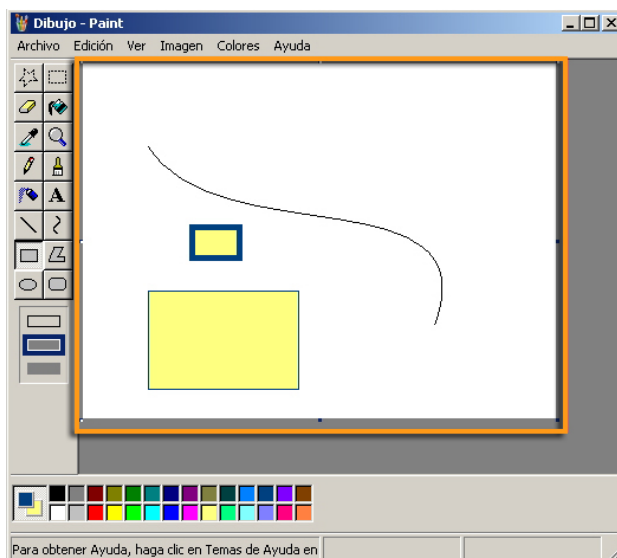 Dibujo - Paint
Archivo Edición Ver Imagen Colores Ayuda
A
Para obtener Ayuda, haga clic en Temas de Ayuda en